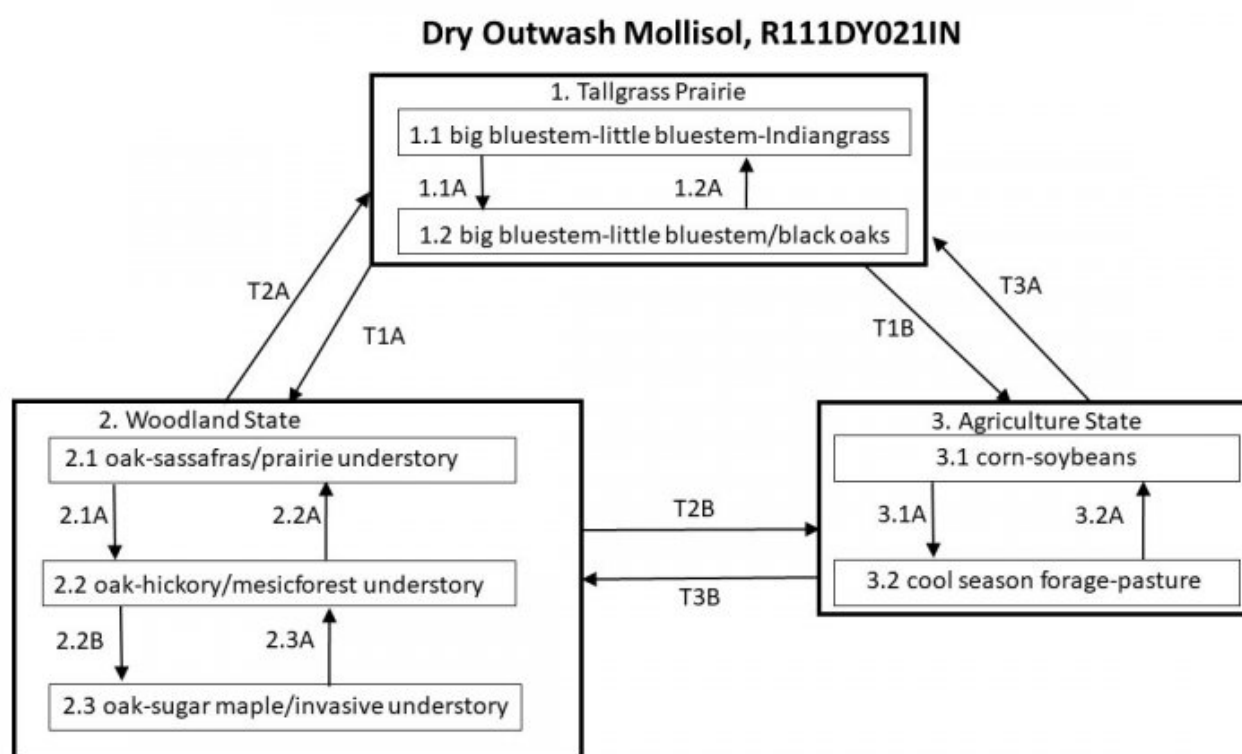 Dry Outwash Mollisol, R111DY021IN
1. Tallgrass Prairie
1.1 big bluestem-little bluestem-Indiangrass
1.1A
1.2A
1.2 big bluestem-little bluestem/black oaks
T2A
T1A
T1B
T3A
2. Woodland State
2.1 oak-sassafras/prairie understory
2.1A
2.2A
2.2 oak-hickory/mesicforest understory
2.2B
2.3A
2.3 oak-sugar maple/invasive understory
T2B
T3B
3. Agriculture State
3.1 corn-soybeans
3.1A
3.2A
3.2 cool season forage-pasture